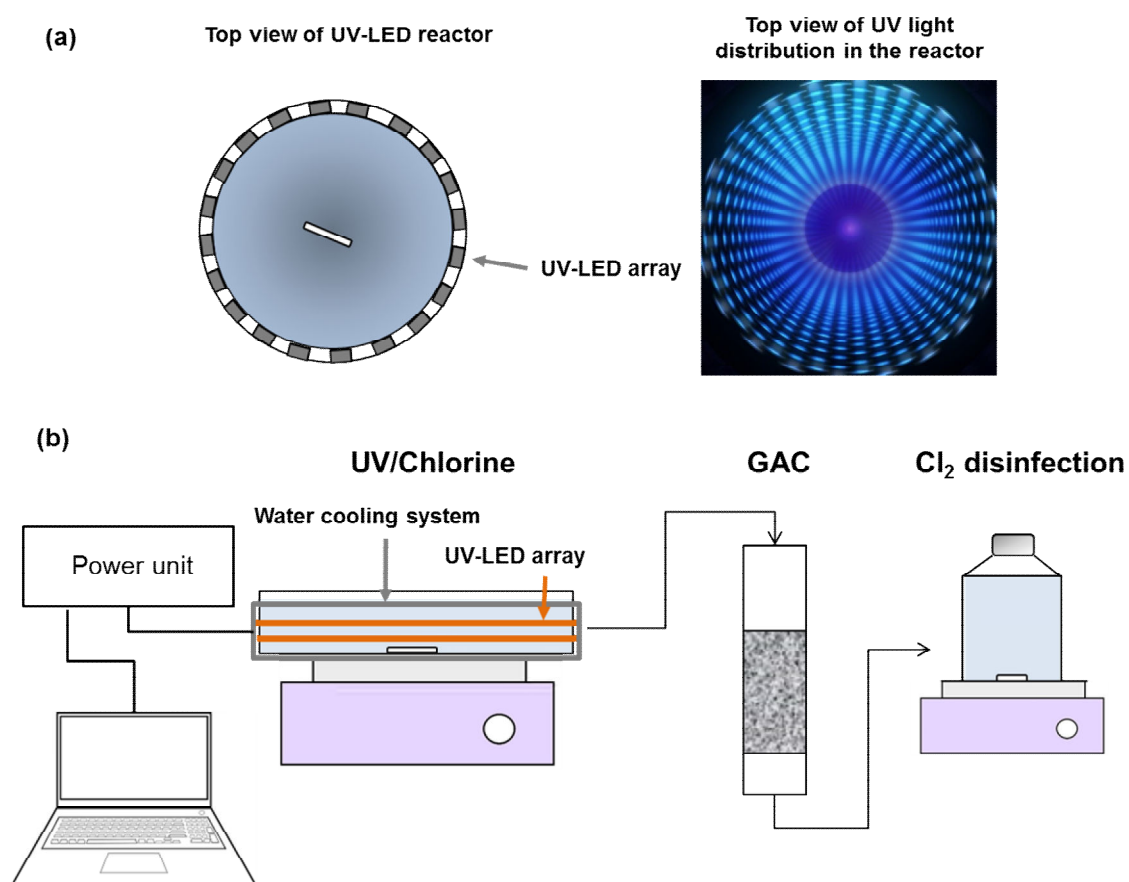 (a)
Top view of UV-LED reactor
Top view of UV light
distribution in the reactor
UV-LED array
(b)
UV/Chlorine
GAC
Cl₂ disinfection
Water cooling system
UV-LED array
Power unit